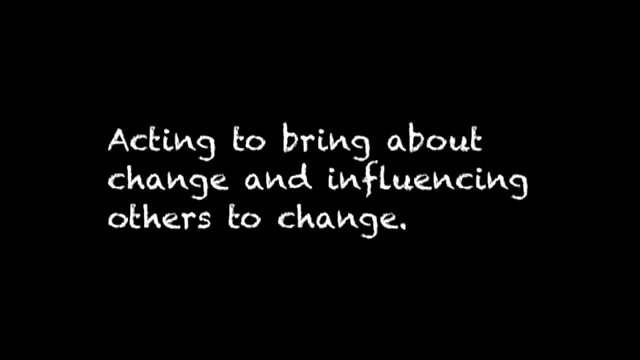 Acting to bring about
change and influencing
others to change.